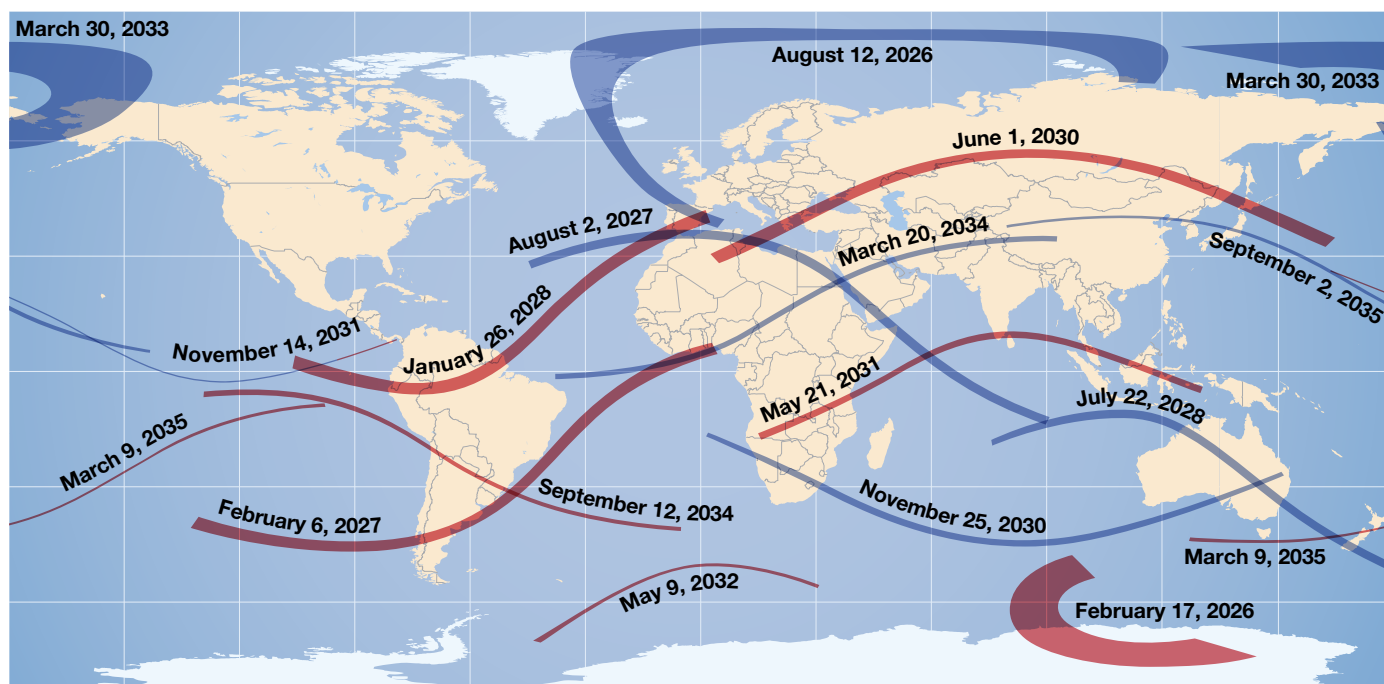 March 30, 2033
August 12, 2026
March 30, 2033
June 1, 2030
August 2, 2027
March 20, 2034
September 2, 2035
January 26, 2028
November 14, 2031
May 21, 2031
July 22, 2028
March 9, 2035
February 6, 2027
September 12, 2034
November 25, 2030
March 9, 2035
May 9, 2032
February 17, 2026